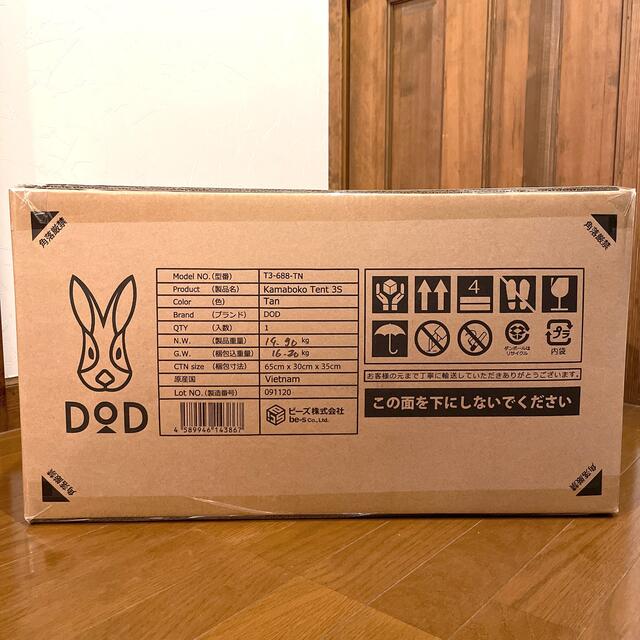 角落厳禁
角落厳禁
Model NO. (型番) T3-688-TN
Product (製品名) Kamaboko Tent 3S
Color (色) Tan
Brand (ブランド) DOD
QTY (入数) 1
N.W. (製品重量) 14.90 kg
G.W. (梱包込重量) 16.20 kg
CTN size (梱包寸法) 65cm x 30cm x 35cm
原産国 Vietnam
Lot NO. (製造番号) 091120
4 589946 143867
ビーズ株式会社
be-s Co., Ltd.
DOD
4
ダンボールは
リサイクル
プラ
内袋
お客様の元まで丁寧に輸送していただきありがとうございます。
この面を下にしないでください
角落厳禁
角落厳禁